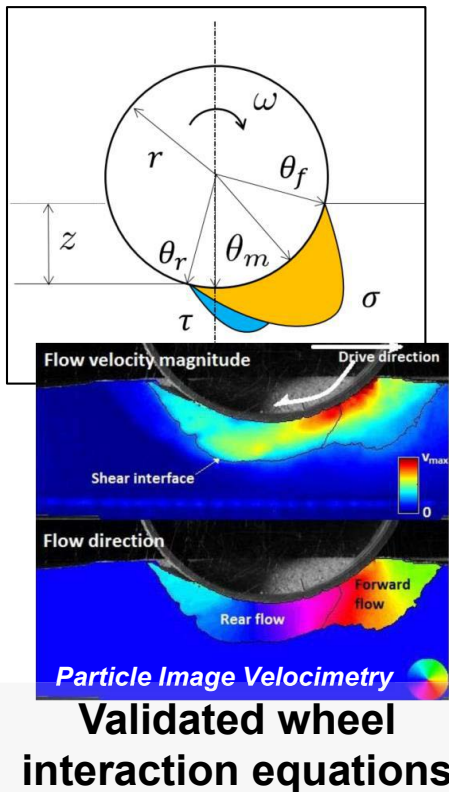 ω
r
θf
z
θr
θm
σ
τ
Flow velocity magnitude
Drive direction
Shear interface
vmax
0
Flow direction
Forward
flow
Rear flow
Particle Image Velocimetry
Validated wheel
interaction equations